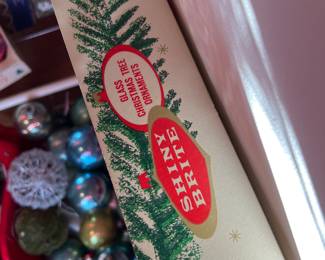 GLASS
CHRISTMAS TREE
ORNAMENTS
SHINY
BRITE